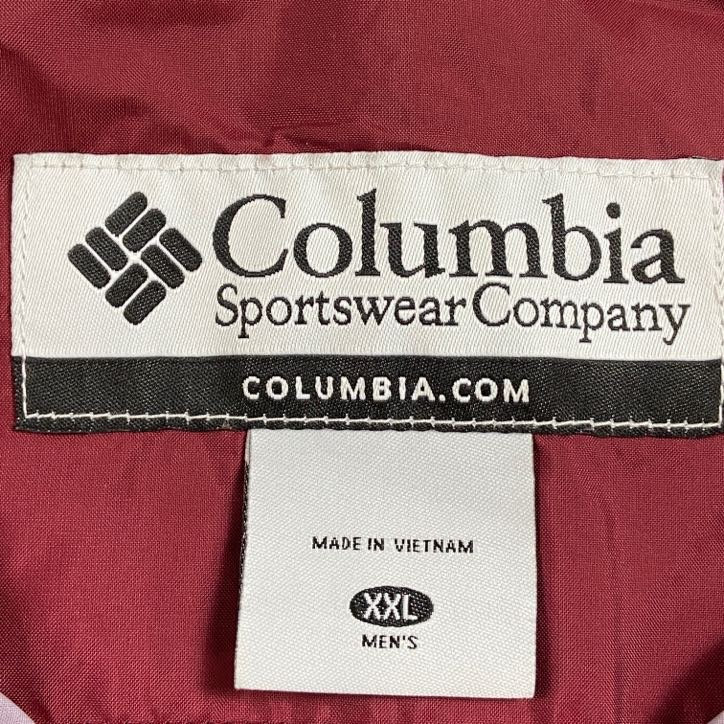 Columbia
Sportswear Company
COLUMBIA.COM
MADE IN VIETNAM
XXL
MEN'S